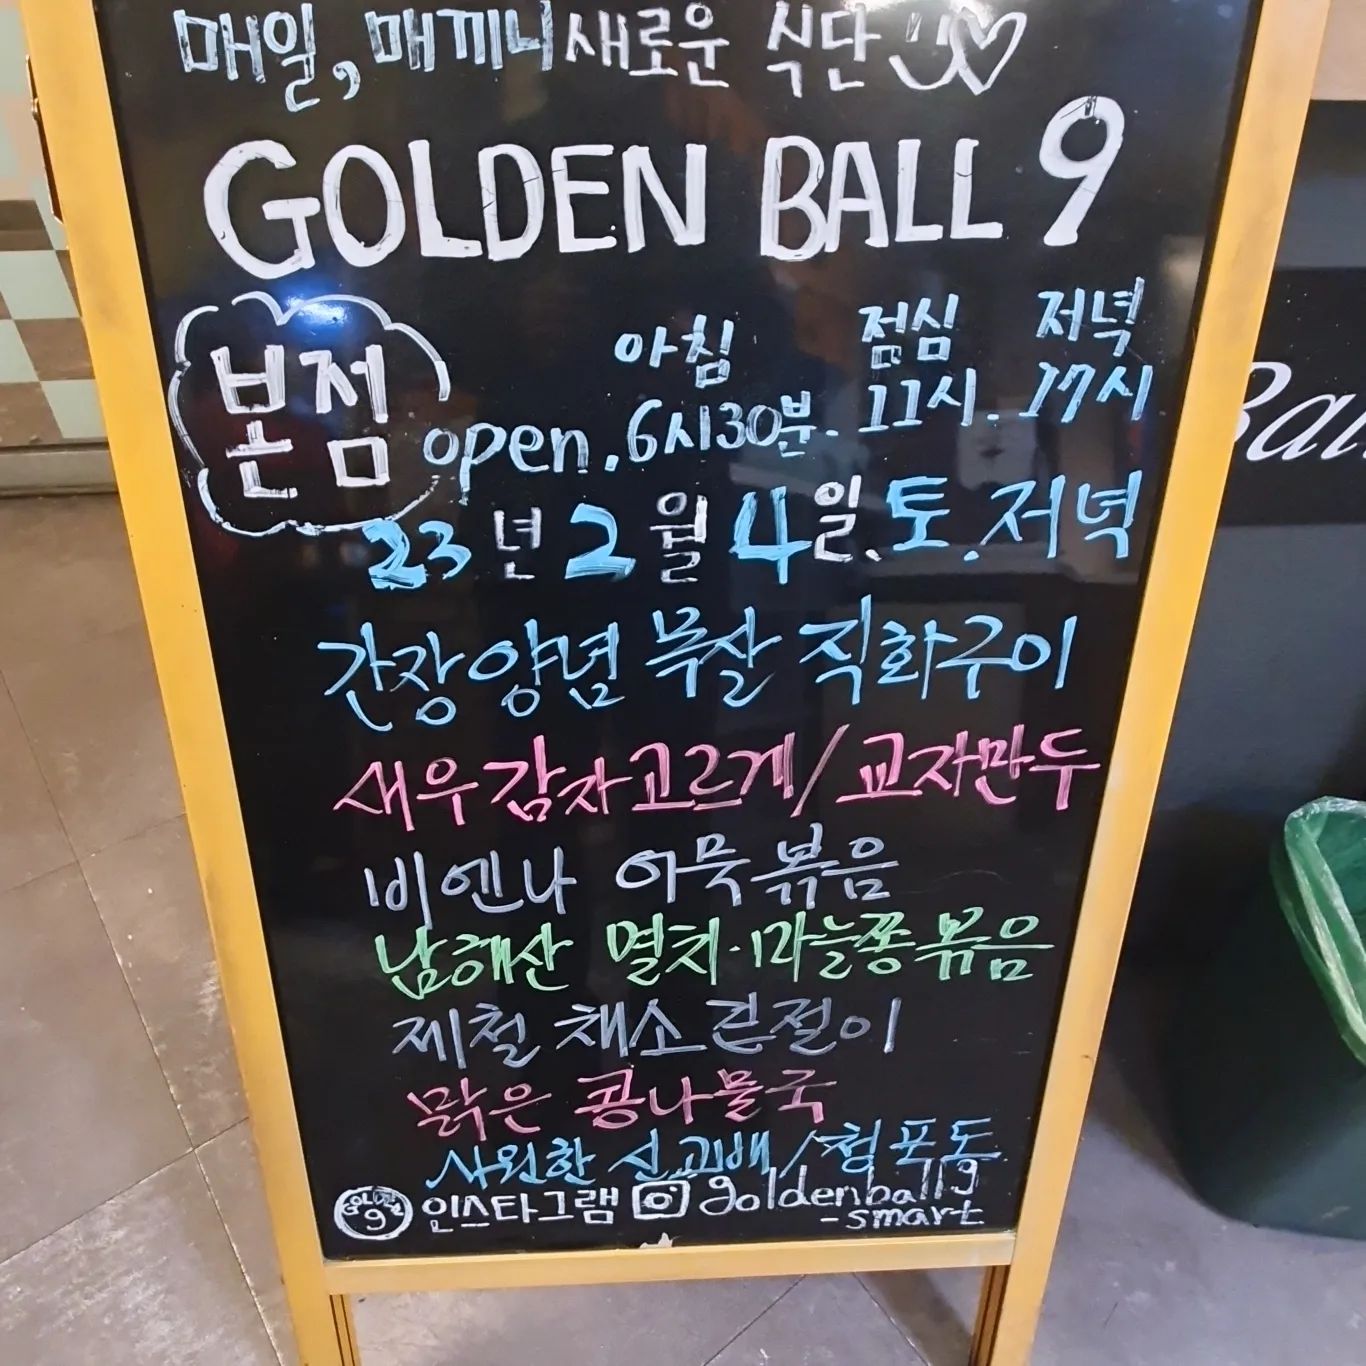 매일, 매끼니 새로운 식단
GOLDEN BALL 9
본점
아침 점심 저녁
open. 6시30분. 11시. 17시
23년 2월 4일. 토. 저녁
간장양념 목살 직화구이
새우감자고르게/교자만두
비엔나 어묵볶음
남해산 멸치·마늘쫑볶음
제철 채소겉절이
맑은 콩나물국
시원한 신고배/청포도
GOLDEN 9 인스타그램 goldenball9
-smart
Bal